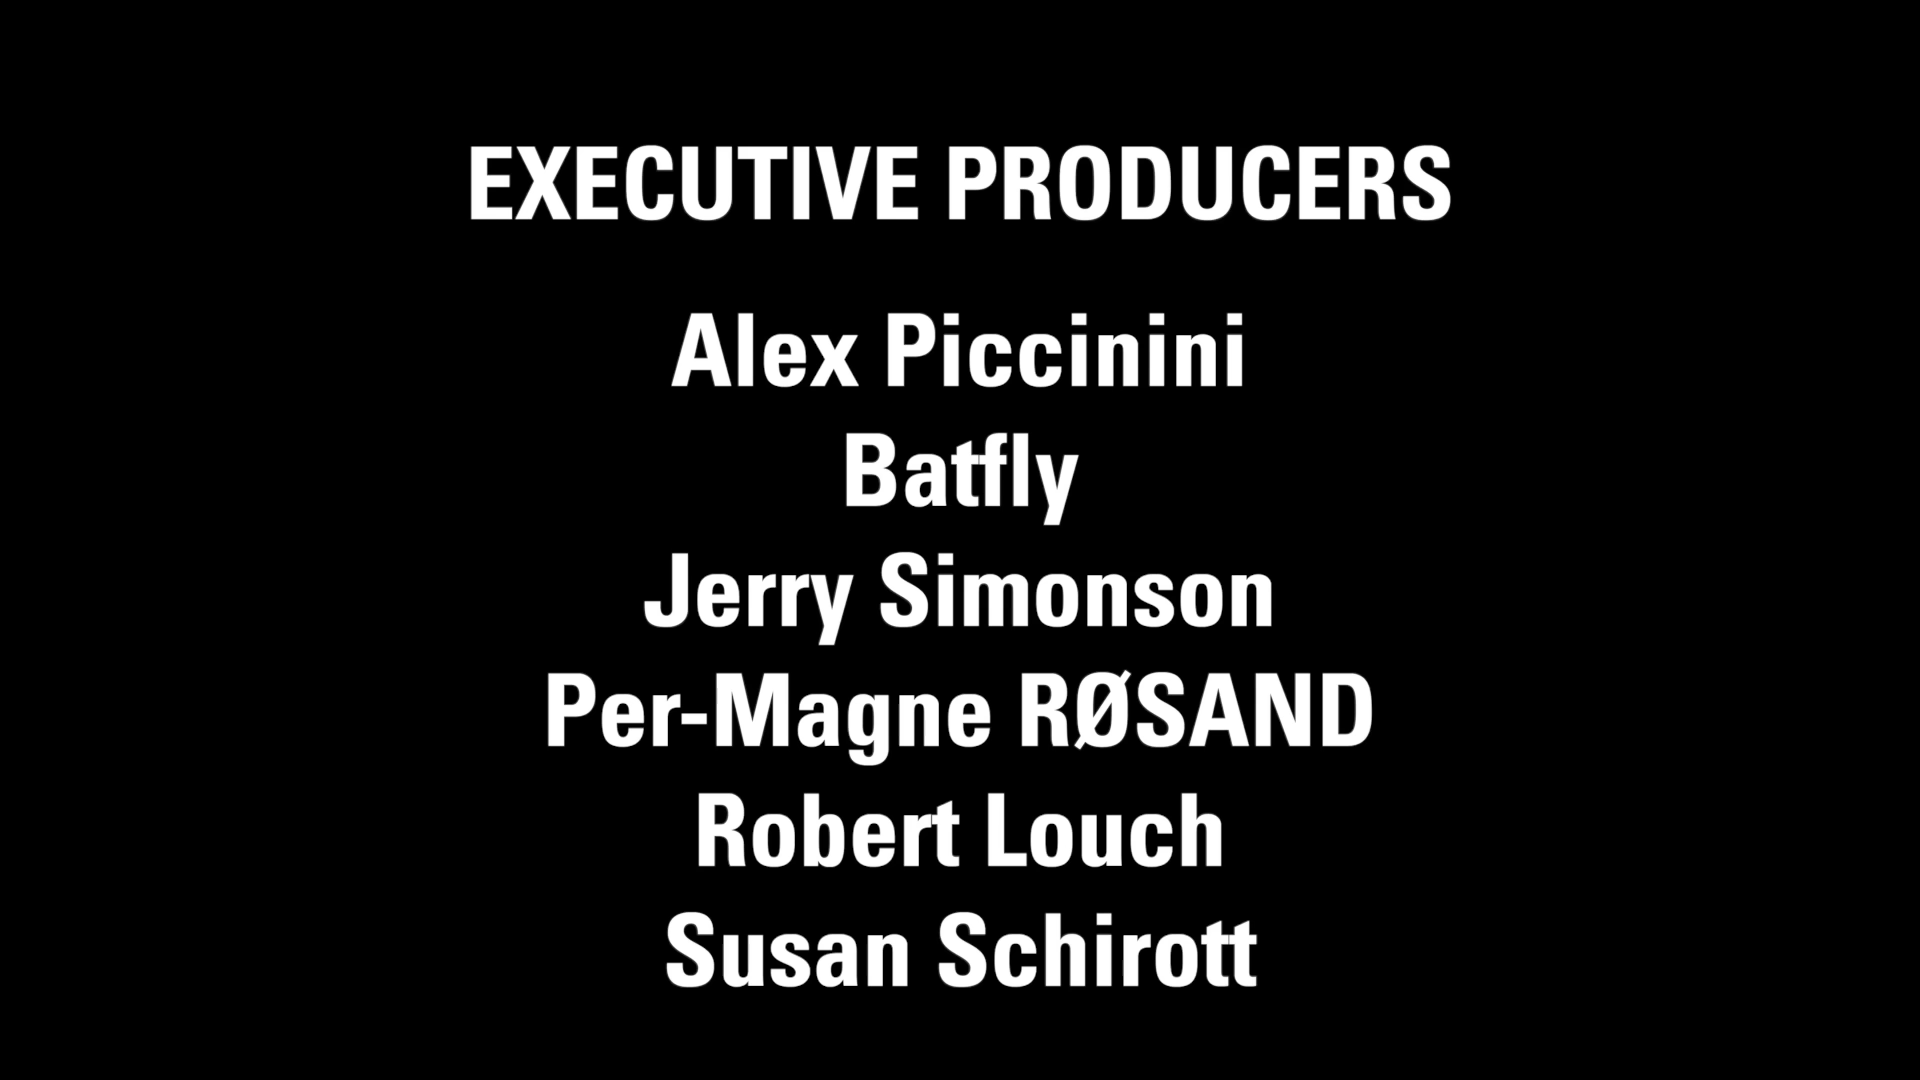 EXECUTIVE PRODUCERS
Alex Piccinini
Batfly
Jerry Simonson
Per-Magne RØSAND
Robert Louch
Susan Schirott